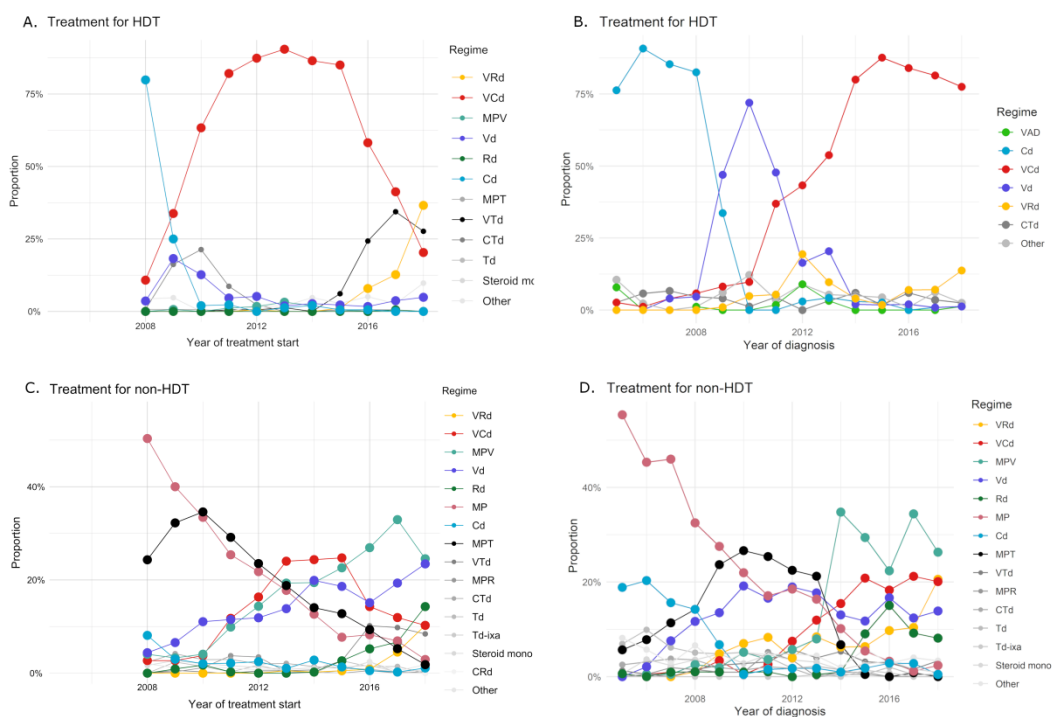 A. Treatment for HDT
Regime
VRd
VCd
MPV
Vd
Rd
Cd
MPT
VTd
CTd
Td
Steroid m
Other
75%
50%
25%
0%
Proportion
2008 2012 2016
Year of treatment start
B. Treatment for HDT
Regime
VAD
Cd
VCd
Vd
VRd
CTd
Other
75%
50%
25%
0%
Proportion
2008 2012 2016
Year of diagnosis
C. Treatment for non-HDT
Regime
VRd
VCd
MPV
Vd
Rd
MP
Cd
MPT
VTd
MPR
CTd
Td
Td-ixa
Steroid mono
CRd
Other
40%
20%
0%
Proportion
2008 2012 2016
Year of treatment start
D. Treatment for non-HDT
Regime
VRd
VCd
MPV
Vd
Rd
MP
Cd
MPT
VTd
MPR
CTd
Td
Td-ixa
Steroid mono
Other
40%
20%
0%
Proportion
2008 2012 2016
Year of diagnosis